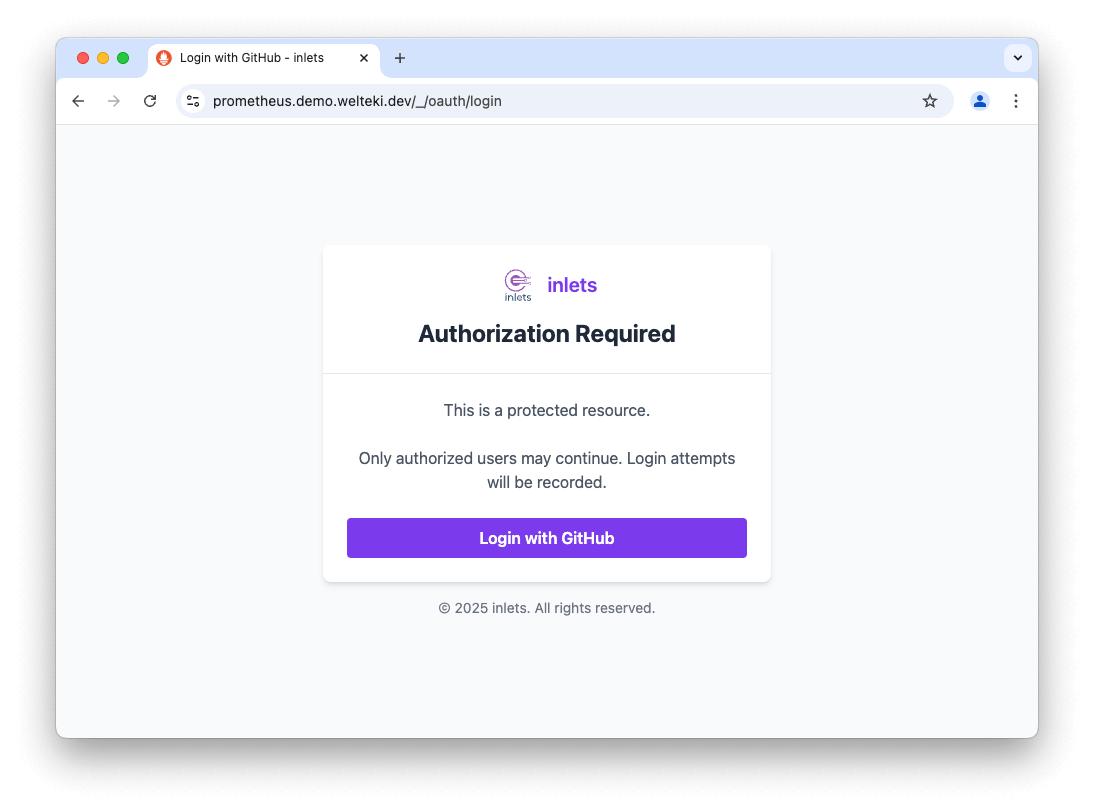 Login with GitHub - inlets
prometheus.demo.welteki.dev/_/oauth/login
inlets
inlets
Authorization Required
This is a protected resource.
Only authorized users may continue. Login attempts
will be recorded.
Login with GitHub
© 2025 inlets. All rights reserved.